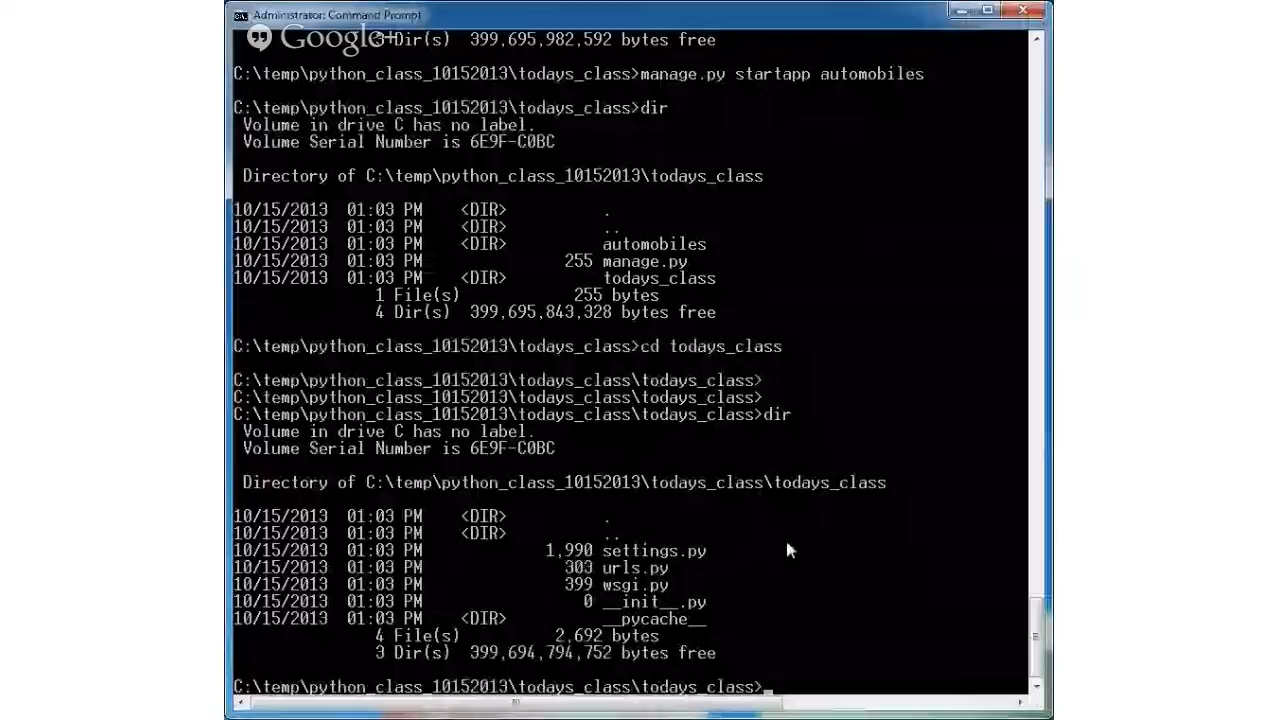 Administrator: Command Prompt
Google+
3 Dir(s) 399,695,982,592 bytes free
C:\temp\python_class_10152013\todays_class>manage.py startapp automobiles
C:\temp\python_class_10152013\todays_class>dir
Volume in drive C has no label.
Volume Serial Number is 6E9F-C0BC
Directory of C:\temp\python_class_10152013\todays_class
10/15/2013 01:03 PM <DIR> .
10/15/2013 01:03 PM <DIR> ..
10/15/2013 01:03 PM <DIR> automobiles
10/15/2013 01:03 PM 255 manage.py
10/15/2013 01:03 PM <DIR> todays_class
1 File(s) 255 bytes
4 Dir(s) 399,695,843,328 bytes free
C:\temp\python_class_10152013\todays_class>cd todays_class
C:\temp\python_class_10152013\todays_class\todays_class>
C:\temp\python_class_10152013\todays_class\todays_class>
C:\temp\python_class_10152013\todays_class\todays_class>dir
Volume in drive C has no label.
Volume Serial Number is 6E9F-C0BC
Directory of C:\temp\python_class_10152013\todays_class\todays_class
10/15/2013 01:03 PM <DIR> .
10/15/2013 01:03 PM <DIR> ..
10/15/2013 01:03 PM 1,990 settings.py
10/15/2013 01:03 PM 303 urls.py
10/15/2013 01:03 PM 399 wsgi.py
10/15/2013 01:03 PM 0 __init__.py
10/15/2013 01:03 PM <DIR> __pycache__
4 File(s) 2,692 bytes
3 Dir(s) 399,694,794,752 bytes free
C:\temp\python_class_10152013\todays_class\todays_class>